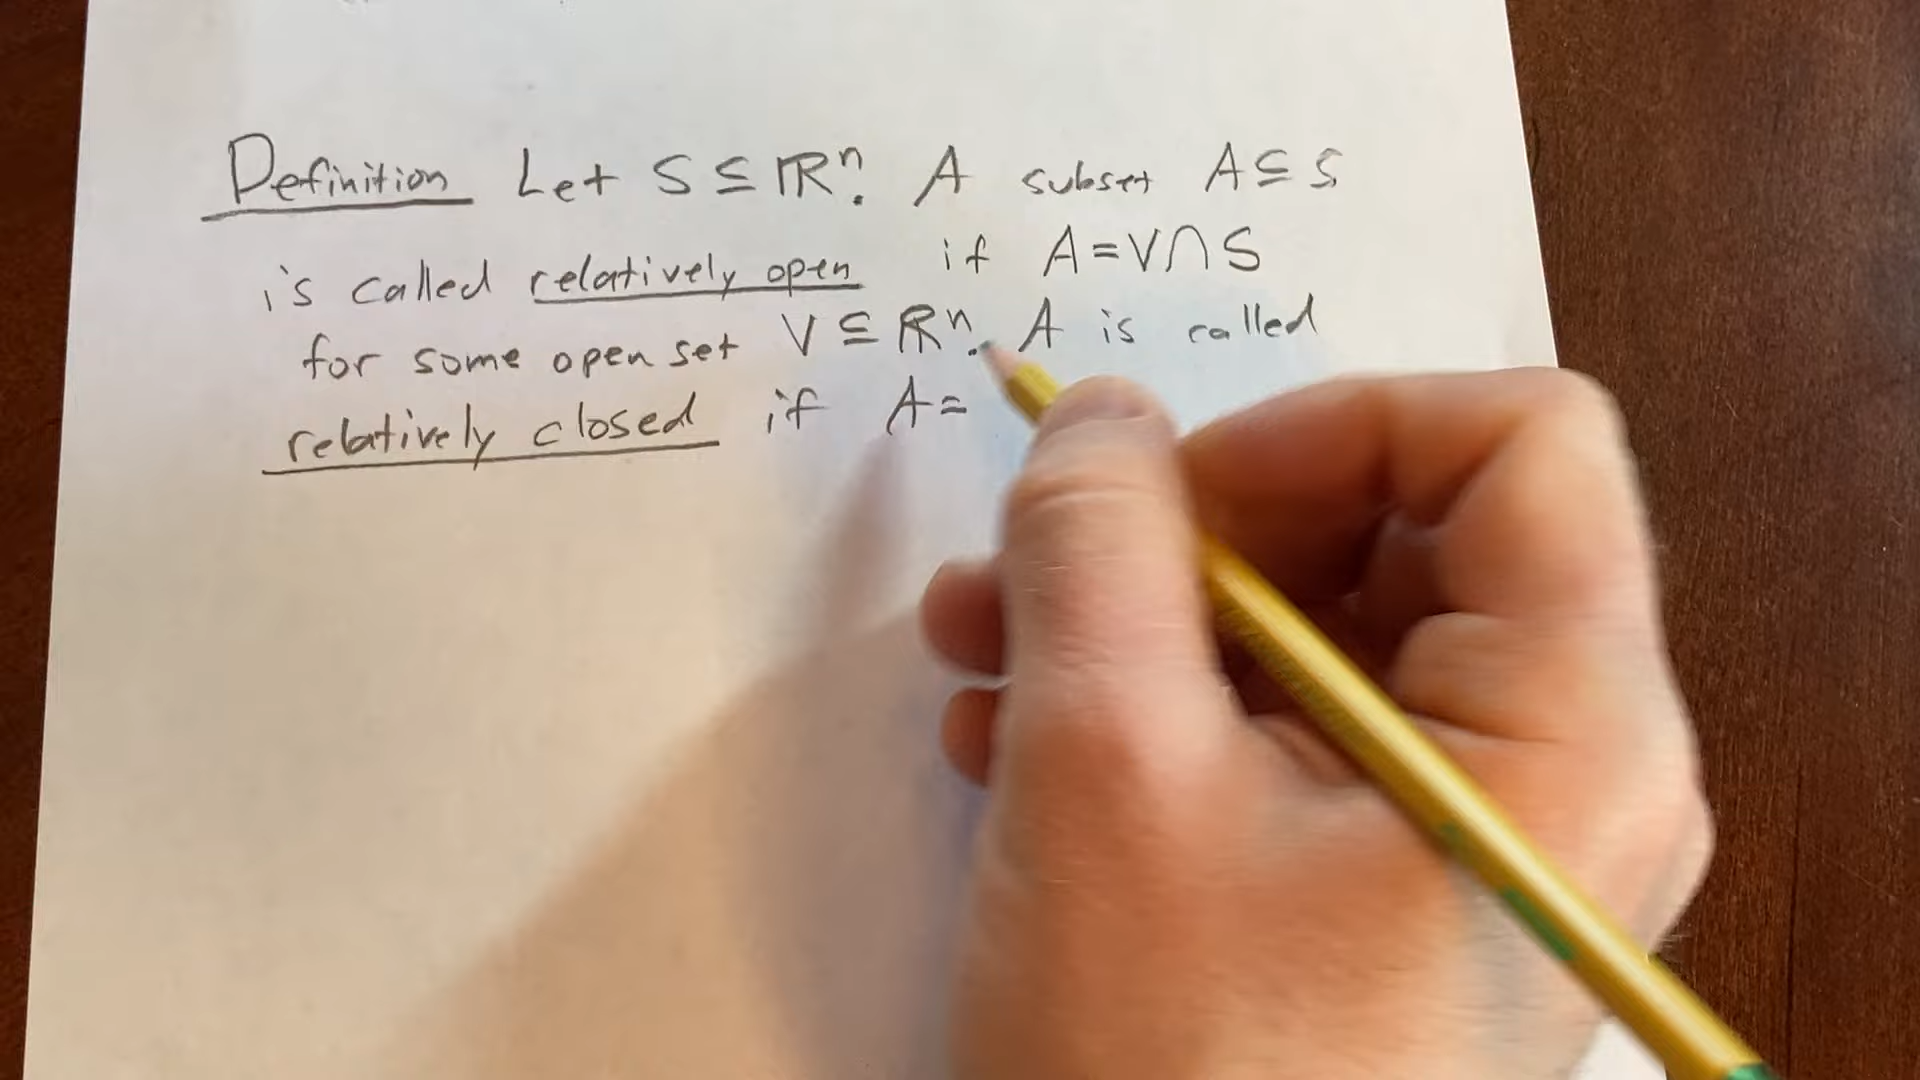 Definition Let S ⊆ ℝⁿ. A subset A ⊆ S
is called relatively open if A = V ∩ S
for some open set V ⊆ ℝⁿ. A is called
relatively closed if A =